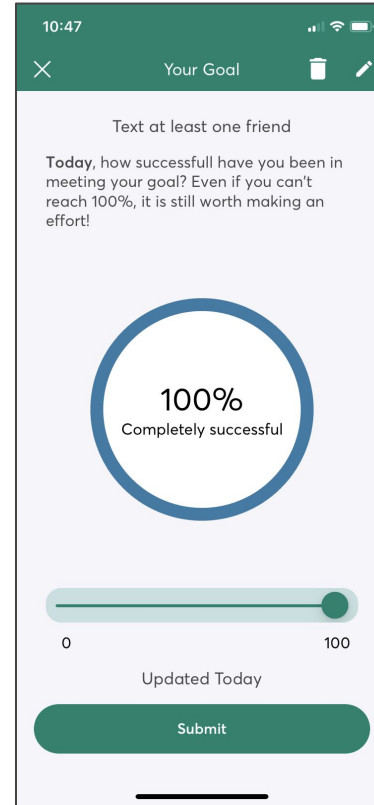 10:47
Your Goal
Text at least one friend
Today, how successfull have you been in
meeting your goal? Even if you can't
reach 100%, it is still worth making an
effort!
100%
Completely successful
0 100
Updated Today
Submit